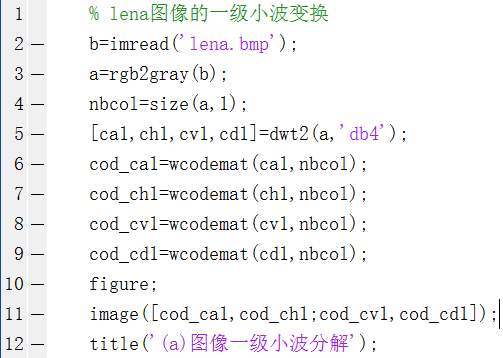 1 % lena图像的一级小波变换
2 — b=imread('lena.bmp');
3 — a=rgb2gray(b);
4 — nbcol=size(a,1);
5 — [ca1,ch1,cv1,cd1]=dwt2(a,'db4');
6 — cod_ca1=wcodemat(ca1,nbcol);
7 — cod_ch1=wcodemat(ch1,nbcol);
8 — cod_cv1=wcodemat(cv1,nbcol);
9 — cod_cd1=wcodemat(cd1,nbcol);
10 — figure;
11 — image([cod_ca1,cod_ch1;cod_cv1,cod_cd1]);
12 — title('(a)图像一级小波分解');